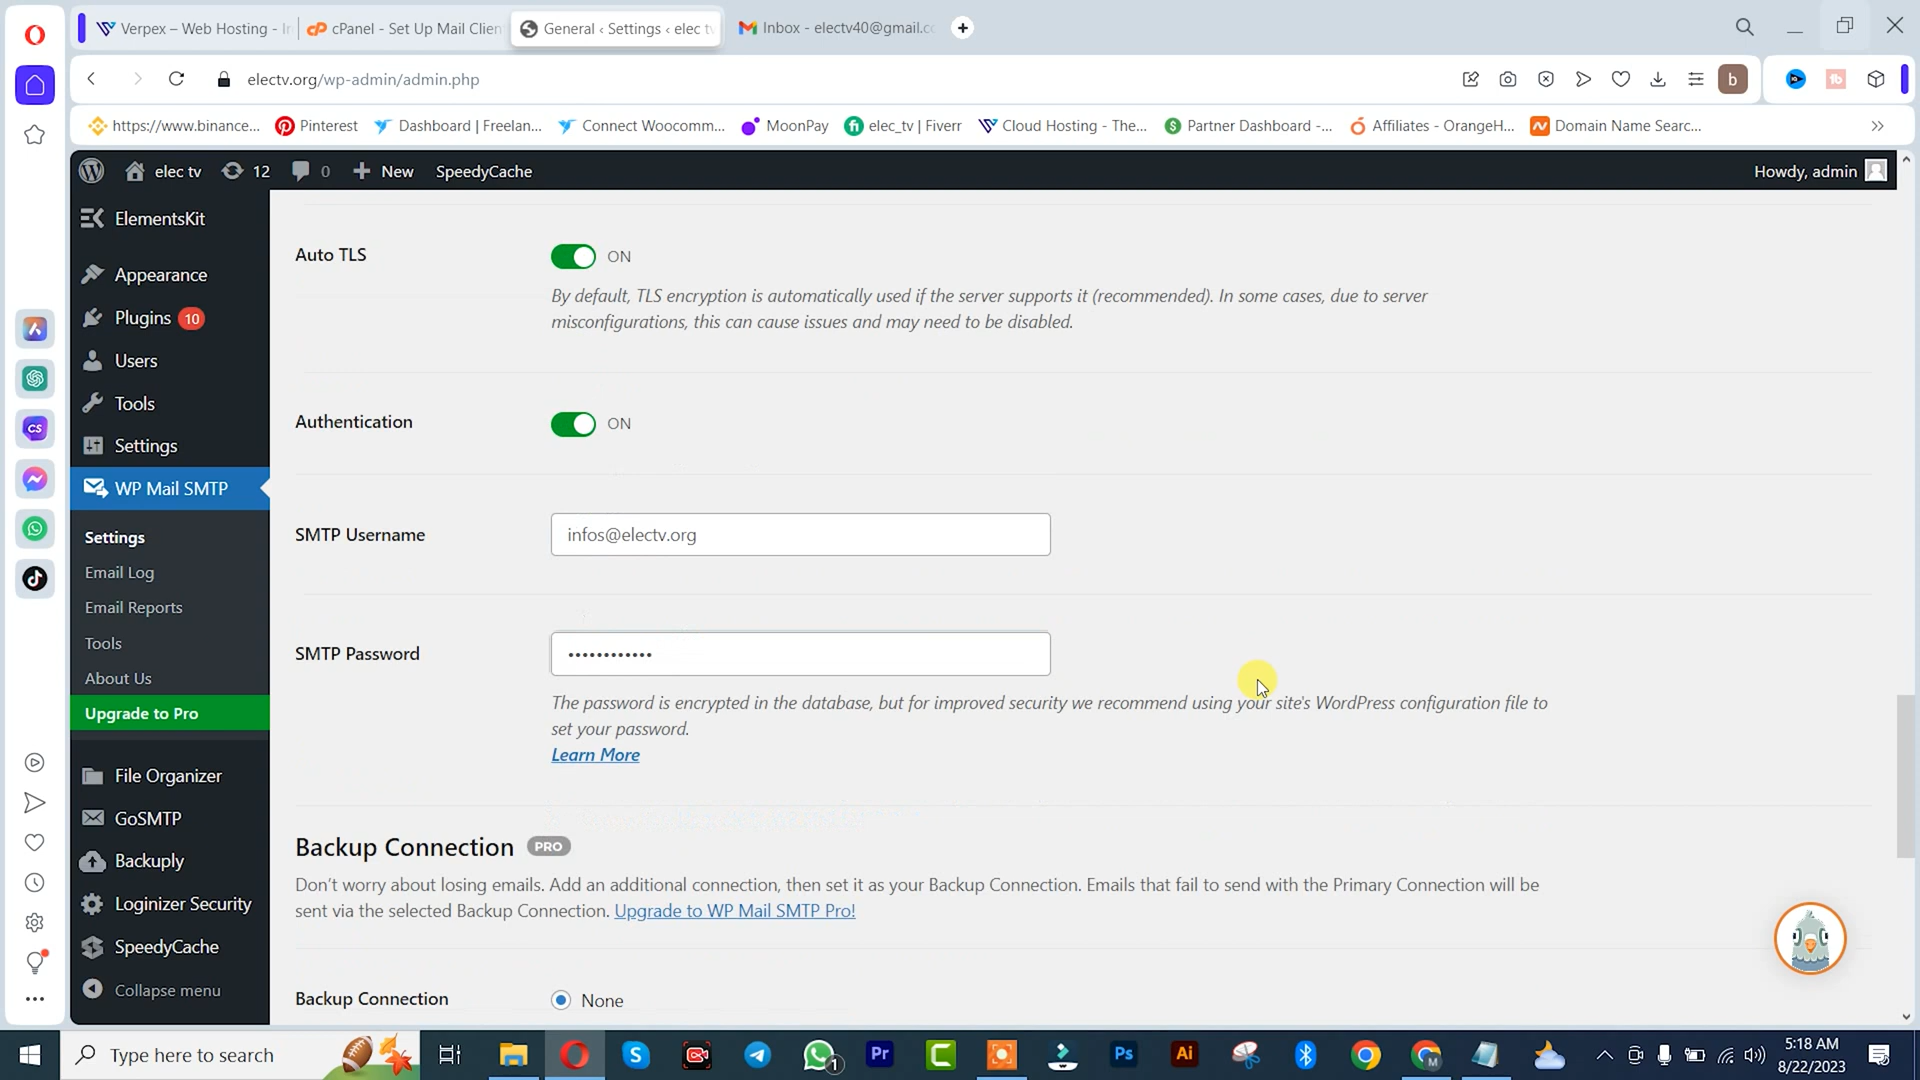 Verpex – Web Hosting - In
cPanel - Set Up Mail Clien
General ‹ Settings ‹ elec tv
Inbox - electv40@gmail.co
electv.org/wp-admin/admin.php
b
https://www.binance...
Pinterest
Dashboard | Freelan...
Connect Woocomm...
MoonPay
elec_tv | Fiverr
Cloud Hosting - The...
Partner Dashboard -...
Affiliates - OrangeH...
Domain Name Searc...
elec tv
12
0
New
SpeedyCache
Howdy, admin
ElementsKit
Appearance
Plugins 10
Users
Tools
Settings
WP Mail SMTP
Settings
Email Log
Email Reports
Tools
About Us
Upgrade to Pro
File Organizer
GoSMTP
Backuply
Loginizer Security
SpeedyCache
Collapse menu
Auto TLS
ON
By default, TLS encryption is automatically used if the server supports it (recommended). In some cases, due to server
misconfigurations, this can cause issues and may need to be disabled.
Authentication
ON
SMTP Username
infos@electv.org
SMTP Password
••••••••••••
The password is encrypted in the database, but for improved security we recommend using your site's WordPress configuration file to
set your password.
Learn More
Backup Connection PRO
Don't worry about losing emails. Add an additional connection, then set it as your Backup Connection. Emails that fail to send with the Primary Connection will be
sent via the selected Backup Connection. Upgrade to WP Mail SMTP Pro!
Backup Connection
None
CS
Type here to search
1
Pr
Ps
Ai
M
5:18 AM
8/22/2023